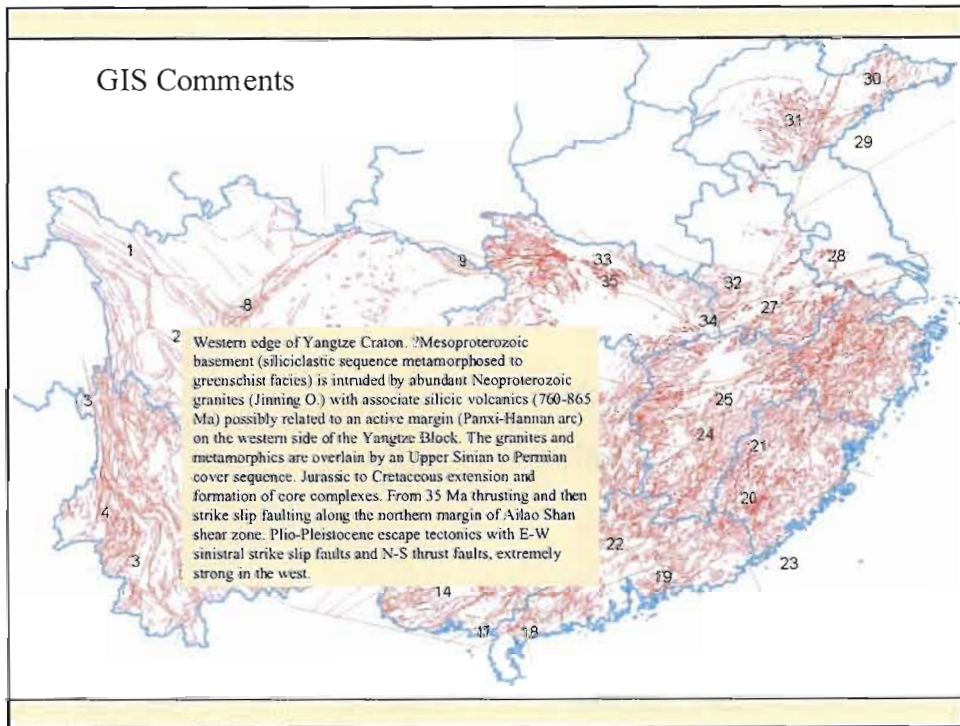 GIS Comments
30
31
29
1
9
33
35
28
32
8
27
34
2
3
25
24
21
4
20
3
22
19
23
14
17
18
Western edge of Yangtze Craton. ?Mesoproterozoic
basement (siliciclastic sequence metamorphosed to
greenschist facies) is intruded by abundant Neoproterozoic
granites (Jinning O.) with associate silicic volcanics (760-865
Ma) possibly related to an active margin (Panxi-Hannan arc)
on the western side of the Yangtze Block. The granites and
metamorphics are overlain by an Upper Sinian to Permian
cover sequence. Jurassic to Cretaceous extension and
formation of core complexes. From 35 Ma thrusting and then
strike slip faulting along the northern margin of Ailao Shan
shear zone. Plio-Pleistocene escape tectonics with E-W
sinistral strike slip faults and N-S thrust faults, extremely
strong in the west.